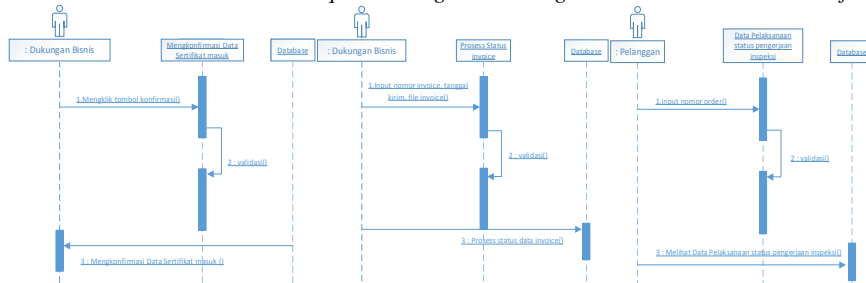 : Dukungan Bisnis
Mengkonfirmasi Data
Sertifikat masuk
Database
1.Mengklik tombol konfirmasi()
2 : validasi()
3 : Mengkonfirmasi Data Sertifikat masuk ()
: Dukungan Bisnis
Prosess Status
invoice
Database
1.Input nomor invoice, tanggal
kirim, file invoice()
2 : validasi()
3 : Prosess status data invoice()
: Pelanggan
Data Pelaksanaan
status pengerjaan
inspeksi
Database
1.Input nomor order()
2 : validasi()
3 : Melihat Data Pelaksanaan status pengerjaan inspeksi()